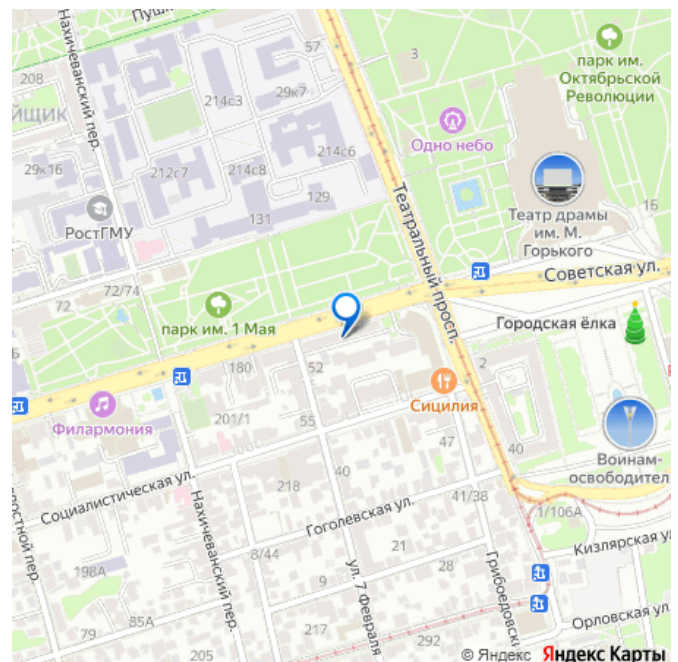 Нахичеванский пер.
57
208
214с3
29к7
3
парк им.
Октябрьской
Революции
Одно небо
214с6
29к16
212с7
214с8
129
131
РостГМУ
Театральный просп.
Театр драмы
им. М.
Горького
16
Советская ул.
72
72/74
парк им. 1 Мая
Городская ёлка
180
52
2
Сицилия
Филармония
201/1
55
47
40
Воинам-
освободител
Социалистическая ул.
218
40
41/38
Гоголевская ул.
1/106А
Нахичеванский пер.
8/44
21
Кизлярская у
198А
9
ул. 7 Февраля
28
Грибоедовски
85А
79
217
292
Орловская ул.
205
© Яндекс Яндекс Карты